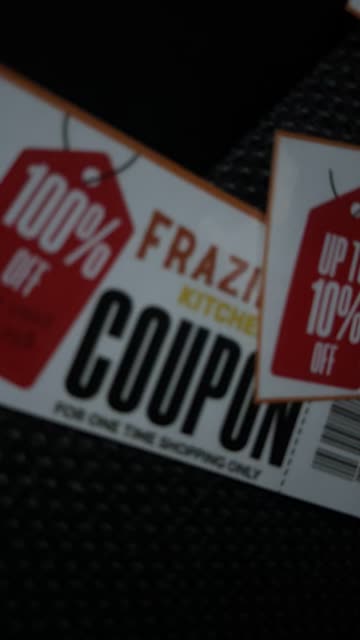 100%
OFF
FRAZI
KITCHE
COUPON
FOR ONE TIME SHOPPING ONLY
UP T
10%
OFF